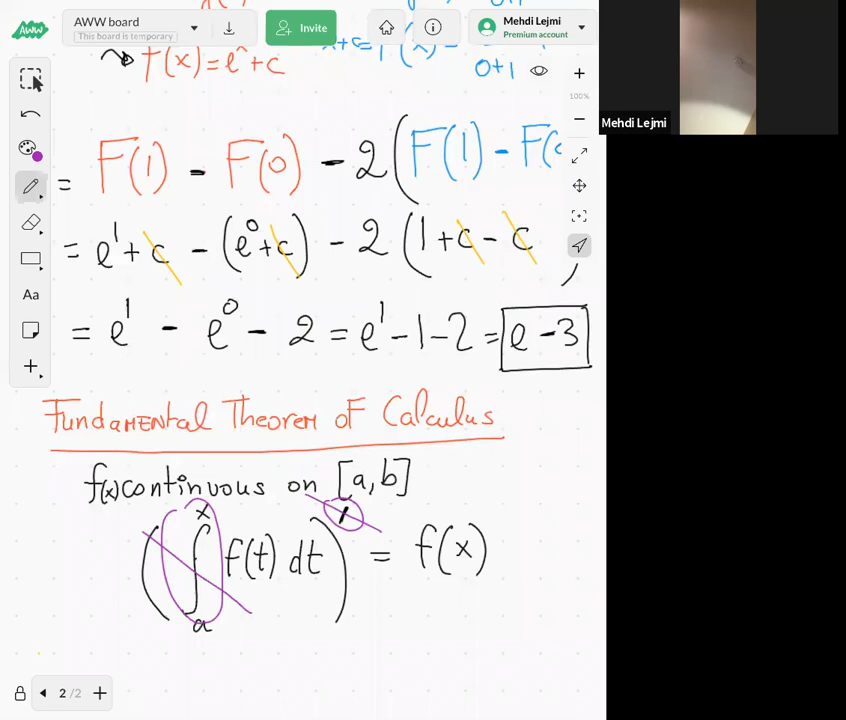 AWW board
This board is temporary
Invite
Mehdi Lejmi
Premium account
f(x) = e^x + c
x+c = F(x) =
0+1
100%
Mehdi Lejmi
= F(1) - F(0) - 2(F(1) - F(
= e^1 + c - (e^0 + c) - 2(1 + c - c)
= e^1 - e^0 - 2 = e^1 - 1 - 2 = e - 3
Aa
Fundamental Theorem of Calculus
f(x) continuous on [a, b]
(∫_a^x f(t) dt)' = f(x)
2 / 2